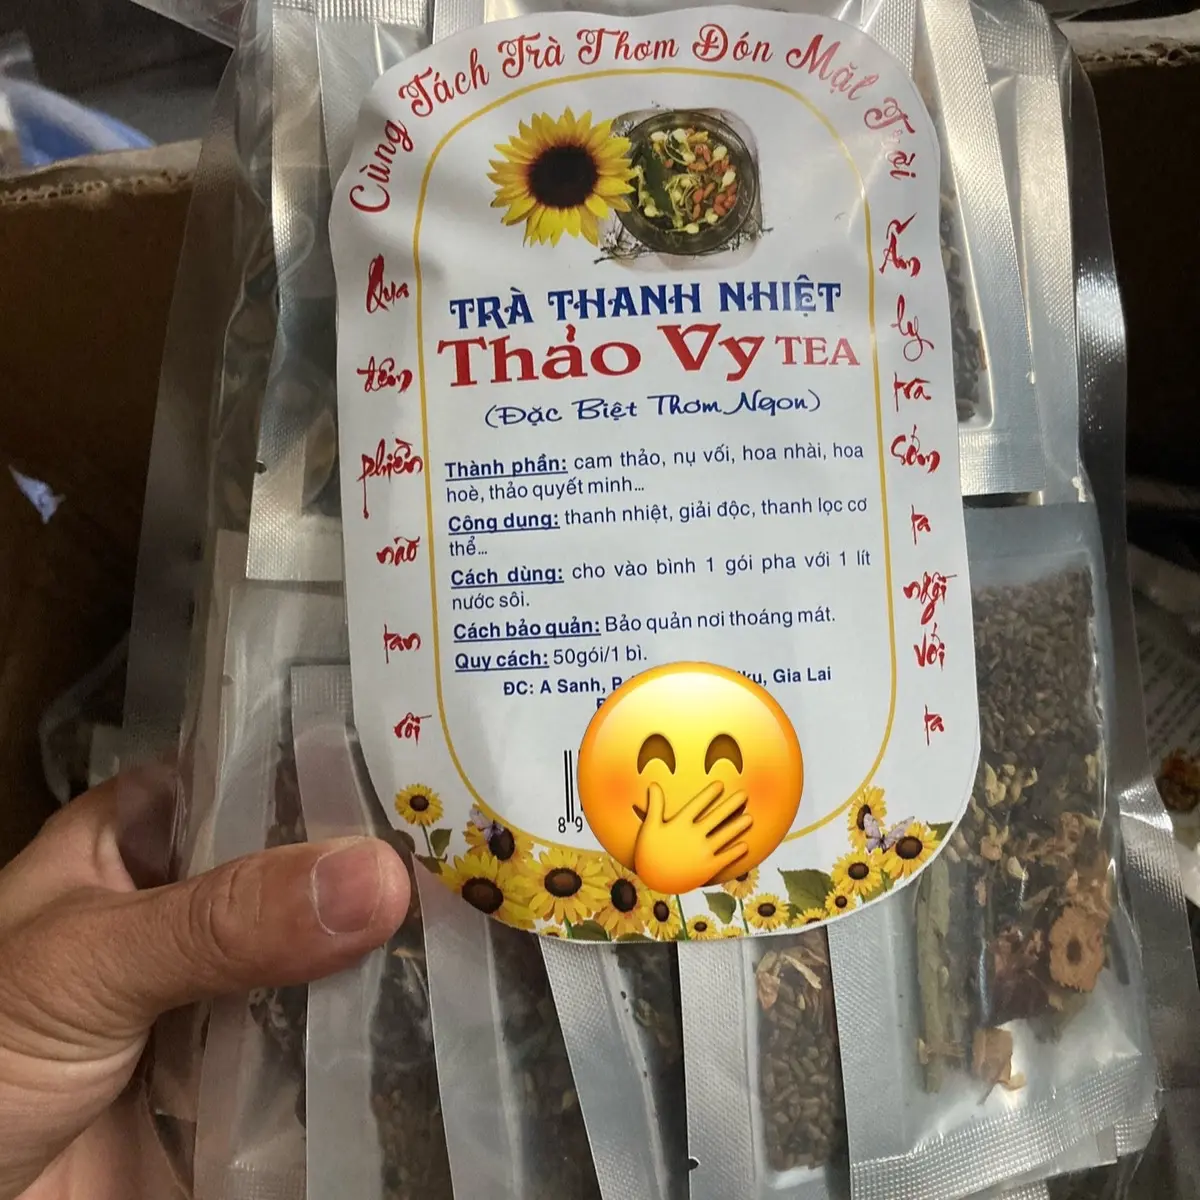 Cùng Tách Trà Thơm Đón Mặt Trời
Qua
đêm
phiền
não
tan
rồi
Ấm
ly
trà
sớm
ta
ngồi
với
ta
TRÀ THANH NHIỆT
Thảo Vy TEA
(Đặc Biệt Thơm Ngon)
Thành phần: cam thảo, nụ vối, hoa nhài, hoa
hoè, thảo quyết minh...
Công dụng: thanh nhiệt, giải độc, thanh lọc cơ
thể...
Cách dùng: cho vào bình 1 gói pha với 1 lít
nước sôi.
Cách bảo quản: Bảo quản nơi thoáng mát.
Quy cách: 50gói/1 bì.
ĐC: A Sanh, Gia Lai
89